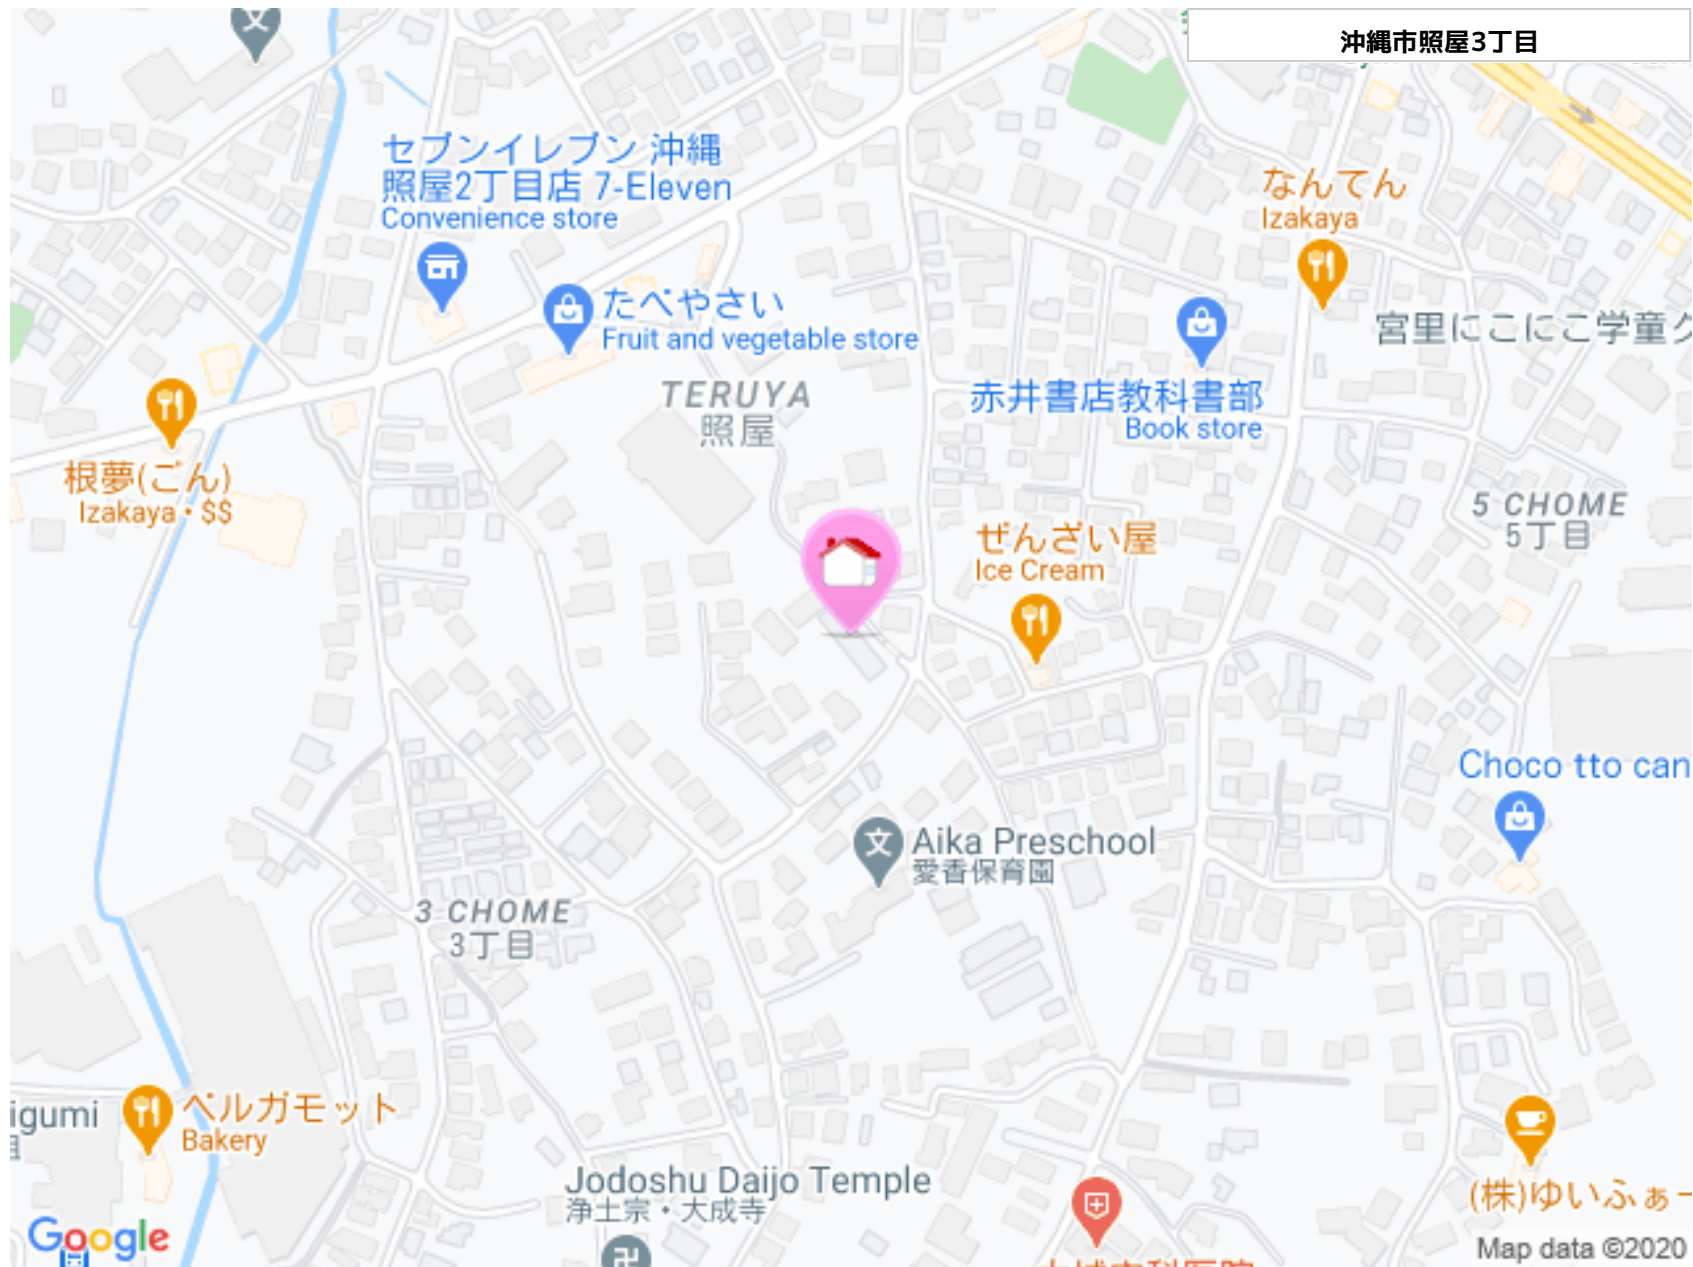 沖縄市照屋3丁目
セブンイレブン 沖縄
照屋2丁目店 7-Eleven
Convenience store
なんてん
Izakaya
たべやさい
Fruit and vegetable store
宮里にこにこ学童ク
TERUYA
照屋
赤井書店教科書部
Book store
根夢(ごん)
Izakaya • $$
5 CHOME
5丁目
ぜんざい屋
Ice Cream
Choco tto can
Aika Preschool
愛香保育園
3 CHOME
3丁目
igumi
ベルガモット
Bakery
Jodoshu Daijo Temple
浄土宗・大成寺
(株)ゆいふぁー
Google
Map data ©2020